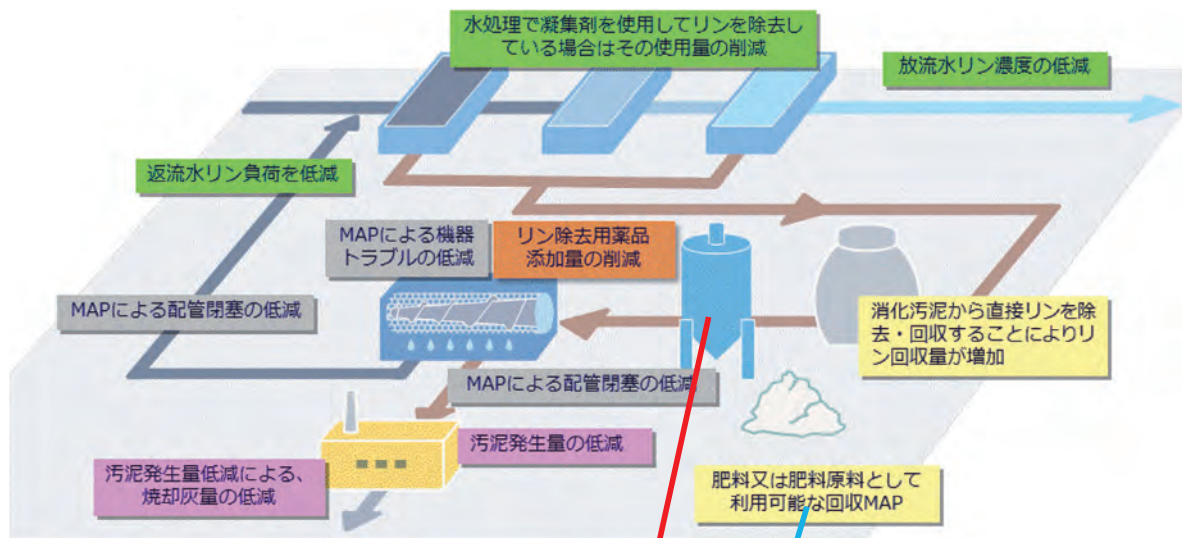 水処理で凝集剤を使用してリンを除去し
ている場合はその使用量の削減
放流水リン濃度の低減
返流水リン負荷を低減
MAPによる機器
トラブルの低減
リン除去用薬品
添加量の削減
MAPによる配管閉塞の低減
消化汚泥から直接リンを除
去・回収することによりリ
ン回収量が増加
MAPによる配管閉塞の低減
汚泥発生量の低減
汚泥発生量低減による、
焼却灰量の低減
肥料又は肥料原料として
利用可能な回収MAP